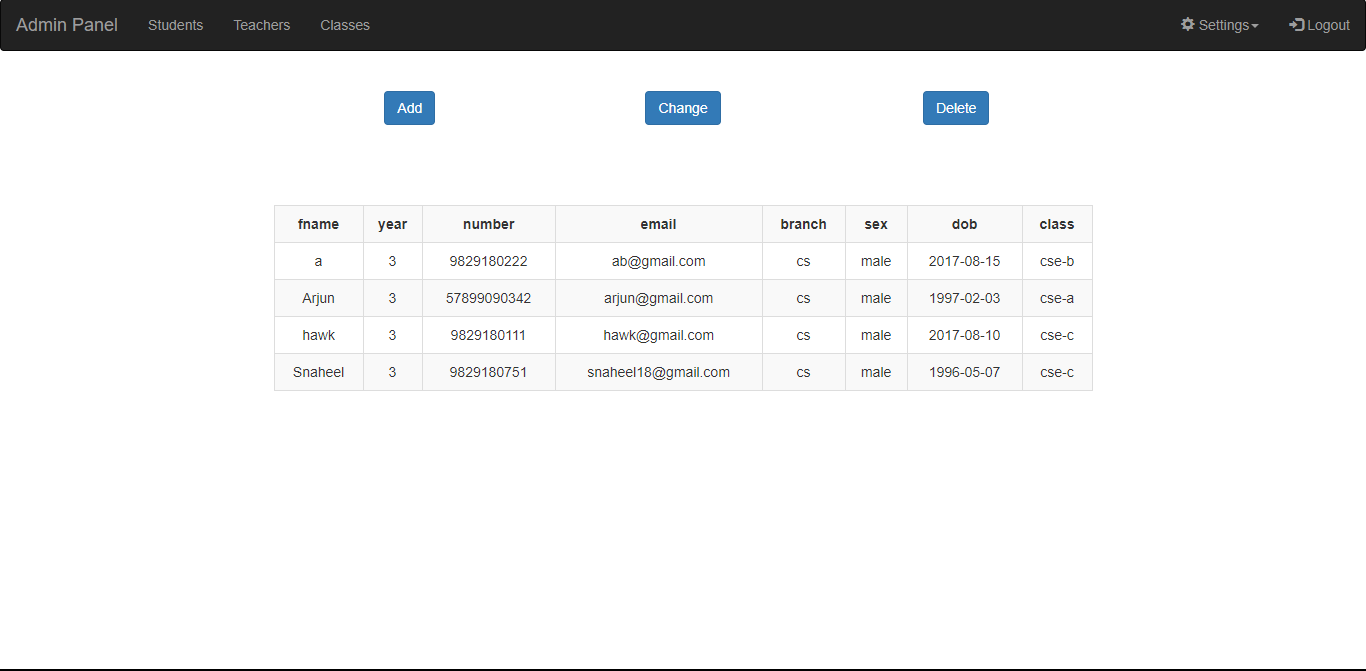 Admin Panel Students Teachers Classes Settings Logout
Add Change Delete
fname year number email branch sex dob class
a 3 9829180222 ab@gmail.com cs male 2017-08-15 cse-b
Arjun 3 57899090342 arjun@gmail.com cs male 1997-02-03 cse-a
hawk 3 9829180111 hawk@gmail.com cs male 2017-08-10 cse-c
Snaheel 3 9829180751 snaheel18@gmail.com cs male 1996-05-07 cse-c